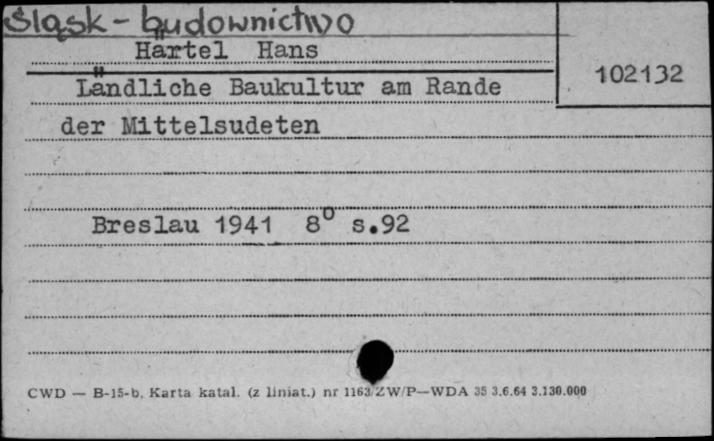 Śląsk - budownictwo
Hartel Hans
102132
Ländliche Baukultur am Rande
der Mittelsudeten
Breslau 1941 8° s.92
CWD — B-15-b. Karta katal. (z liniat.) nr 1163/ZW/P—WDA 35 3.6.64 3.130.000